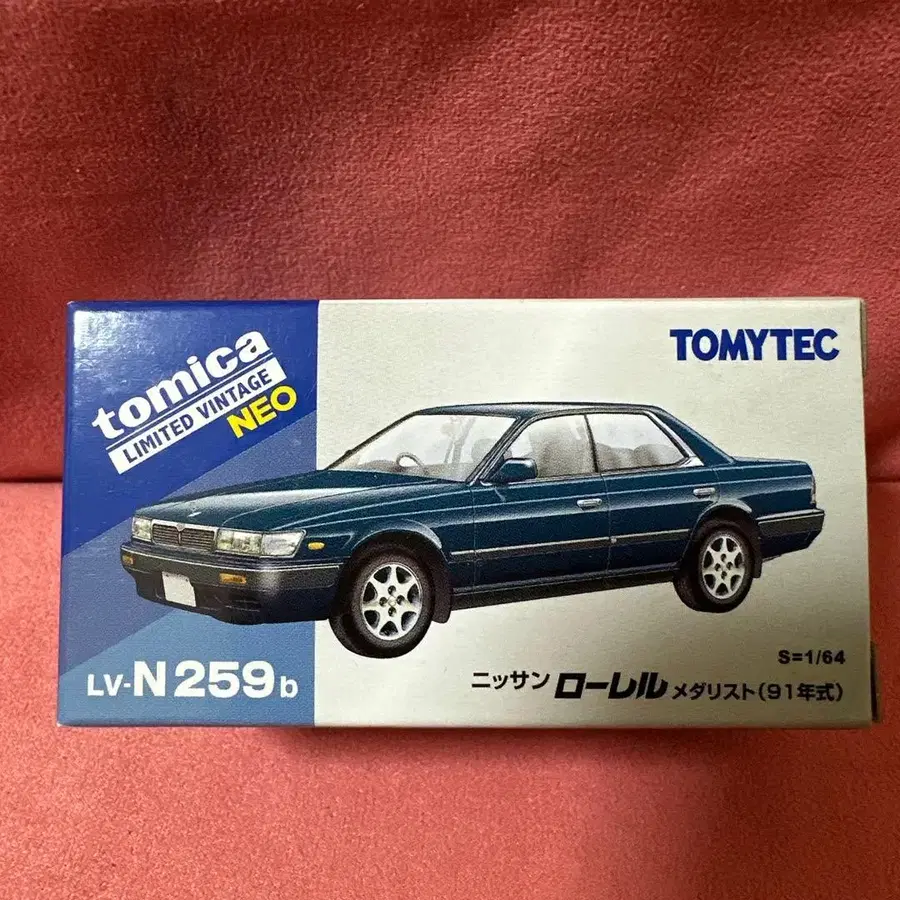 tomica
LIMITED VINTAGE
NEO
TOMYTEC
S=1/64
LV-N259b
ニッサン ローレル メダリスト(91年式)